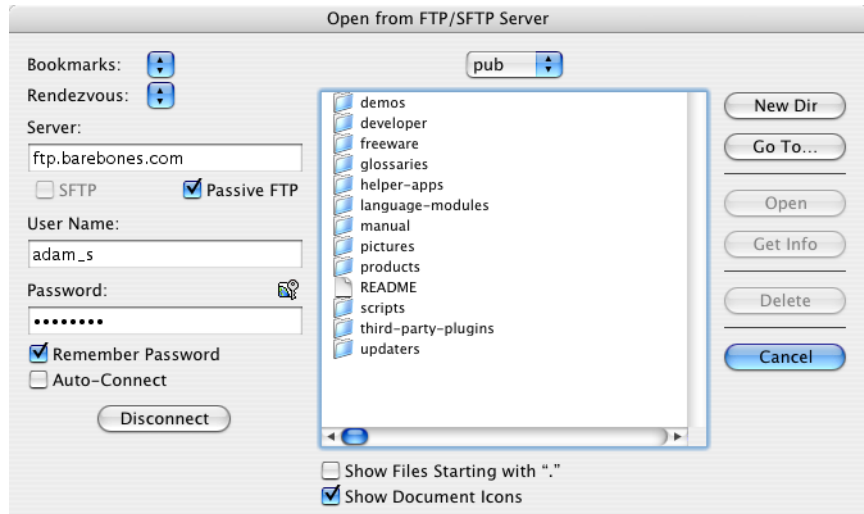 Open from FTP/SFTP Server
Bookmarks:
Rendezvous:
Server:
ftp.barebones.com
SFTP
Passive FTP
User Name:
adam_s
Password:
••••••••
Remember Password
Auto-Connect
Disconnect
pub
demos
developer
freeware
glossaries
helper-apps
language-modules
manual
pictures
products
README
scripts
third-party-plugins
updaters
Show Files Starting with “.”
Show Document Icons
New Dir
Go To...
Open
Get Info
Delete
Cancel